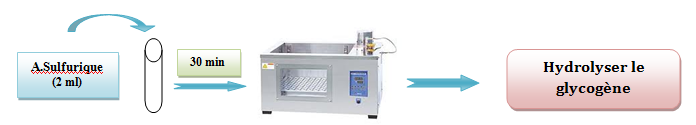 A.Sulfurique
(2 ml)
30 min
Hydrolyser le
glycogène